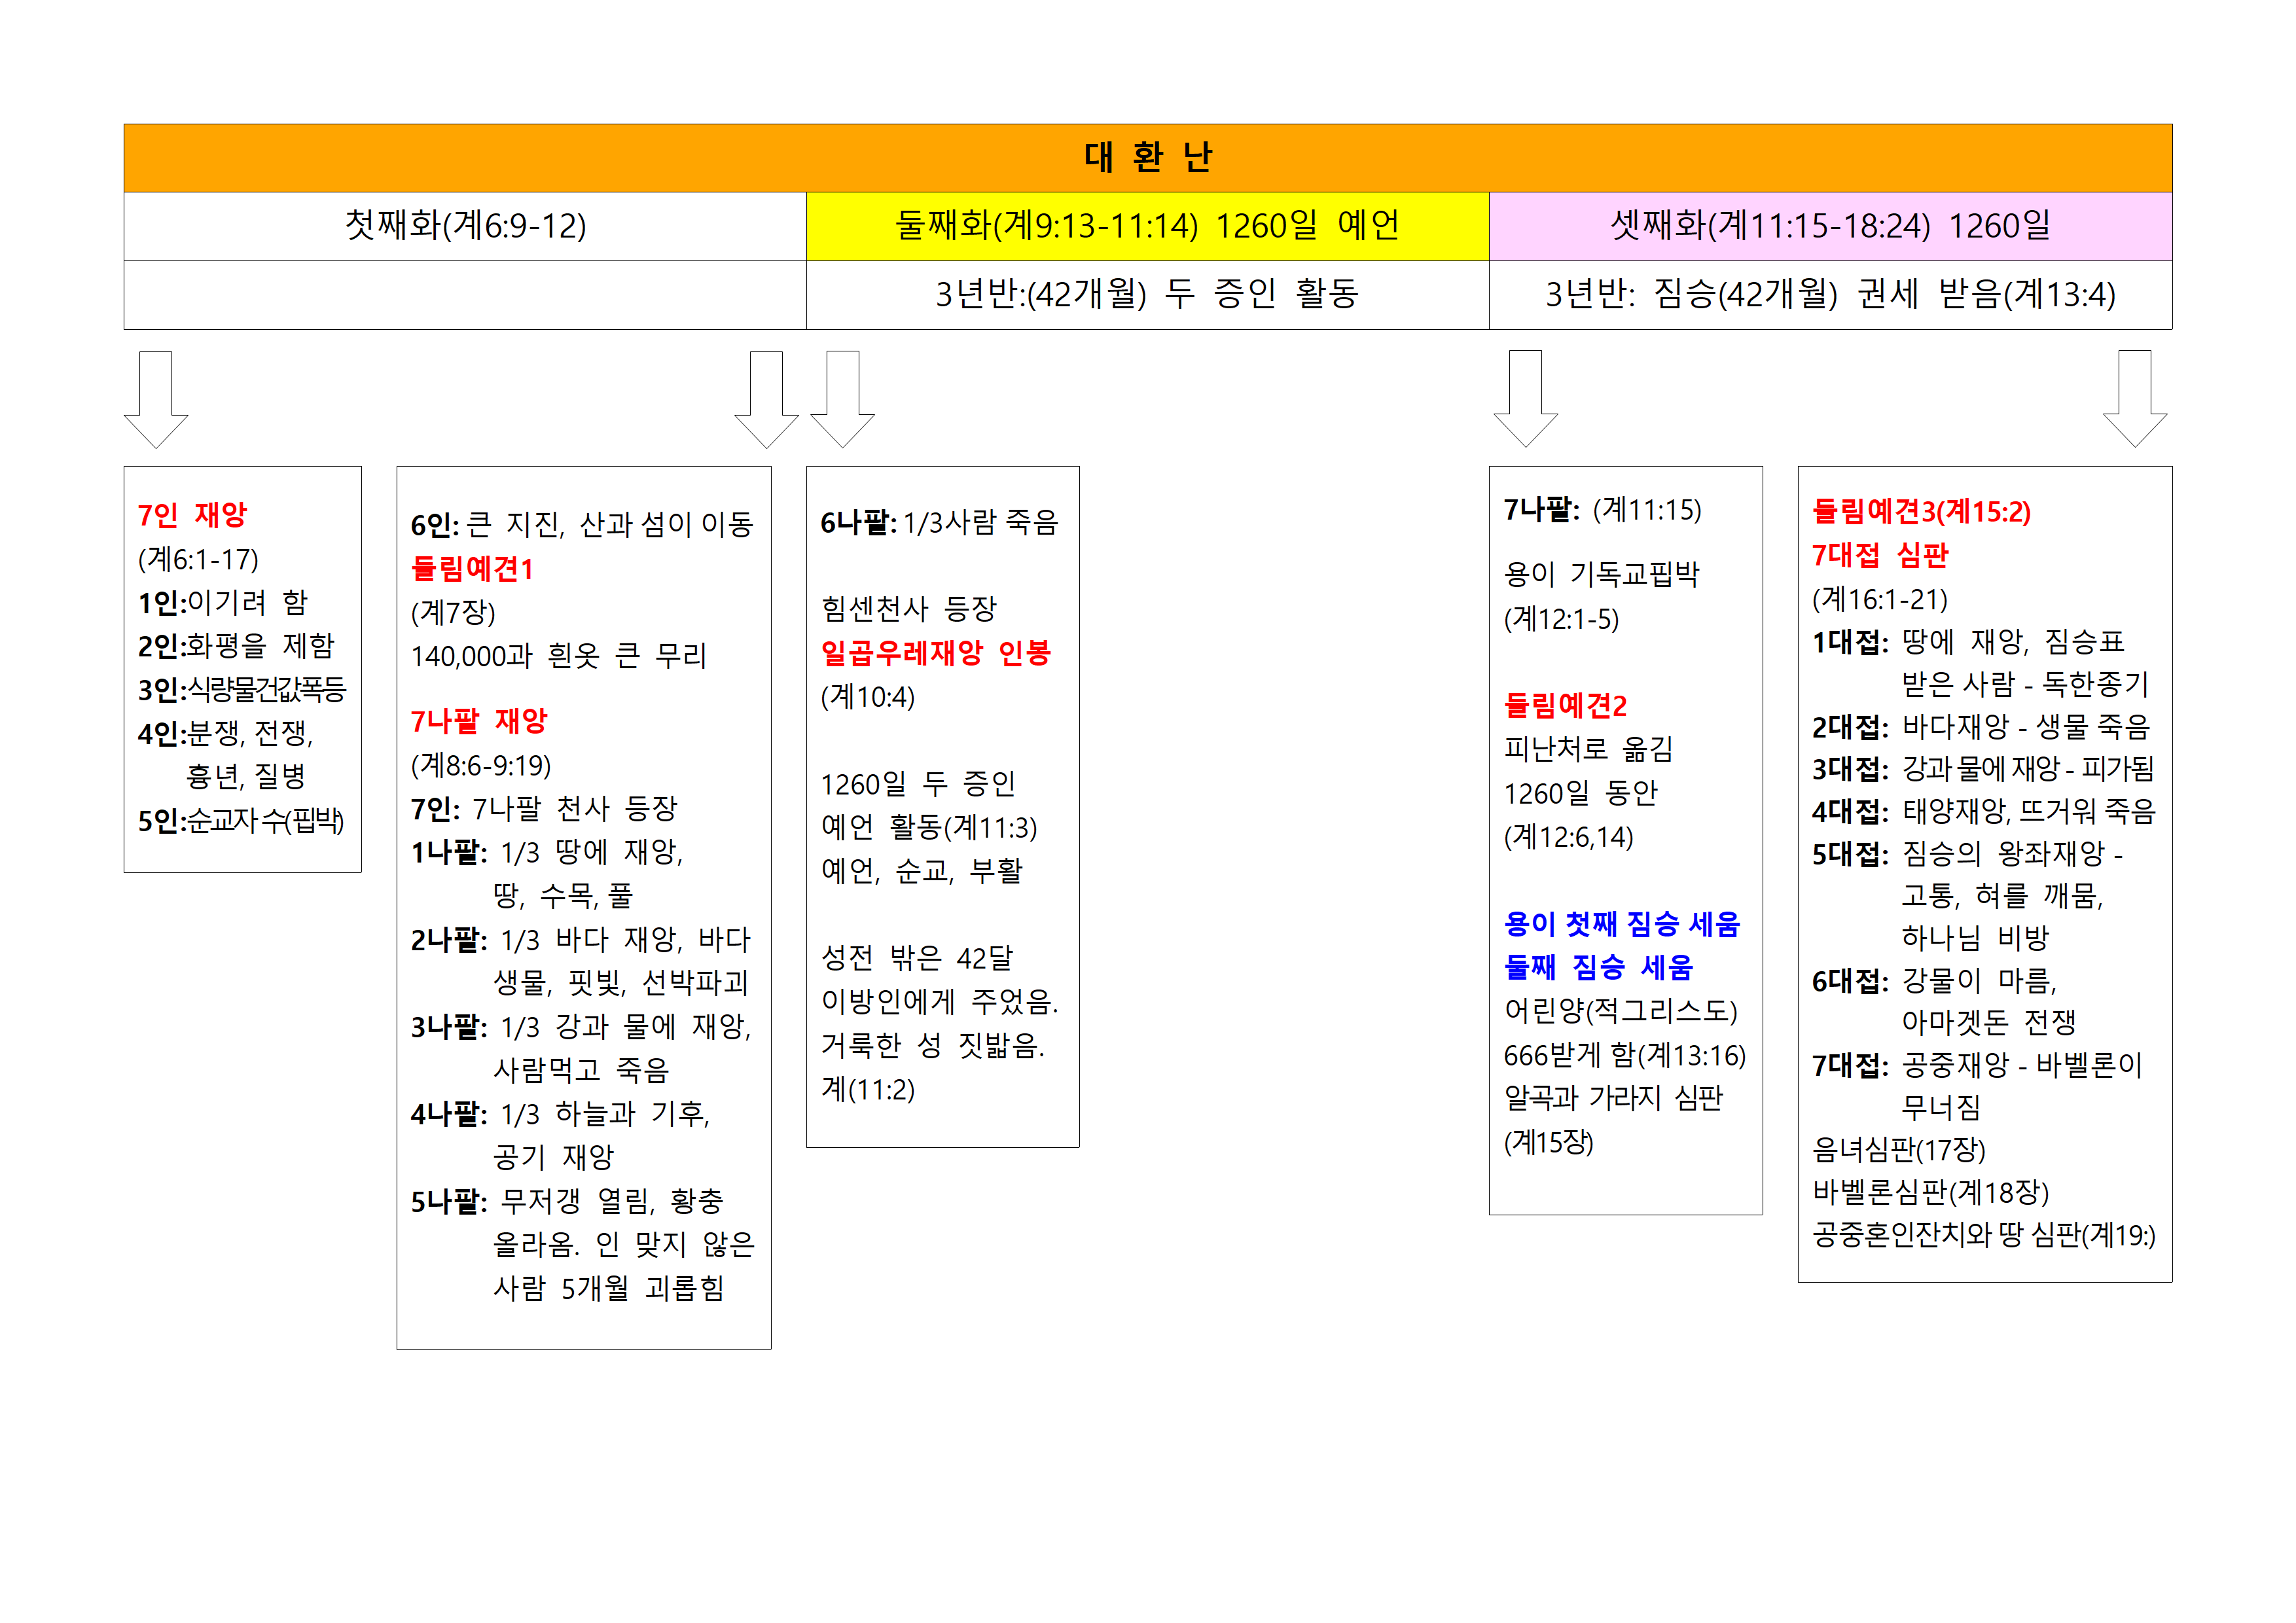 대 환 난
첫째화(계6:9-12)
둘째화(계9:13-11:14) 1260일 예언
셋째화(계11:15-18:24) 1260일
3년반:(42개월) 두 증인 활동
3년반: 짐승(42개월) 권세 받음(계13:4)
7인 재앙
(계6:1-17)
1인:이기려 함
2인:화평을 제함
3인:식량물건값폭등
4인:분쟁, 전쟁,
흉년, 질병
5인:순교자 수(핍박)
6인: 큰 지진, 산과 섬이 이동
들림예견1
(계7장)
140,000과 흰옷 큰 무리
7나팔 재앙
(계8:6-9:19)
7인: 7나팔 천사 등장
1나팔: 1/3 땅에 재앙,
땅, 수목, 풀
2나팔: 1/3 바다 재앙, 바다
생물, 핏빛, 선박파괴
3나팔: 1/3 강과 물에 재앙,
사람먹고 죽음
4나팔: 1/3 하늘과 기후,
공기 재앙
5나팔: 무저갱 열림, 황충
올라옴. 인 맞지 않은
사람 5개월 괴롭힘
6나팔: 1/3사람 죽음
힘센천사 등장
일곱우레재앙 인봉
(계10:4)
1260일 두 증인
예언 활동(계11:3)
예언, 순교, 부활
성전 밖은 42달
이방인에게 주었음.
거룩한 성 짓밟음.
계(11:2)
7나팔: (계11:15)
용이 기독교핍박
(계12:1-5)
들림예견2
피난처로 옮김
1260일 동안
(계12:6,14)
용이 첫째 짐승 세움
둘째 짐승 세움
어린양(적그리스도)
666받게 함(계13:16)
알곡과 가라지 심판
(계15장)
들림예견3(계15:2)
7대접 심판
(계16:1-21)
1대접: 땅에 재앙, 짐승표
받은 사람 - 독한종기
2대접: 바다재앙 - 생물 죽음
3대접: 강과 물에 재앙 - 피가됨
4대접: 태양재앙, 뜨거워 죽음
5대접: 짐승의 왕좌재앙 -
고통, 혀를 깨뭄,
하나님 비방
6대접: 강물이 마름,
아마겟돈 전쟁
7대접: 공중재앙 - 바벨론이
무너짐
음녀심판(17장)
바벨론심판(계18장)
공중혼인잔치와 땅 심판(계19:)